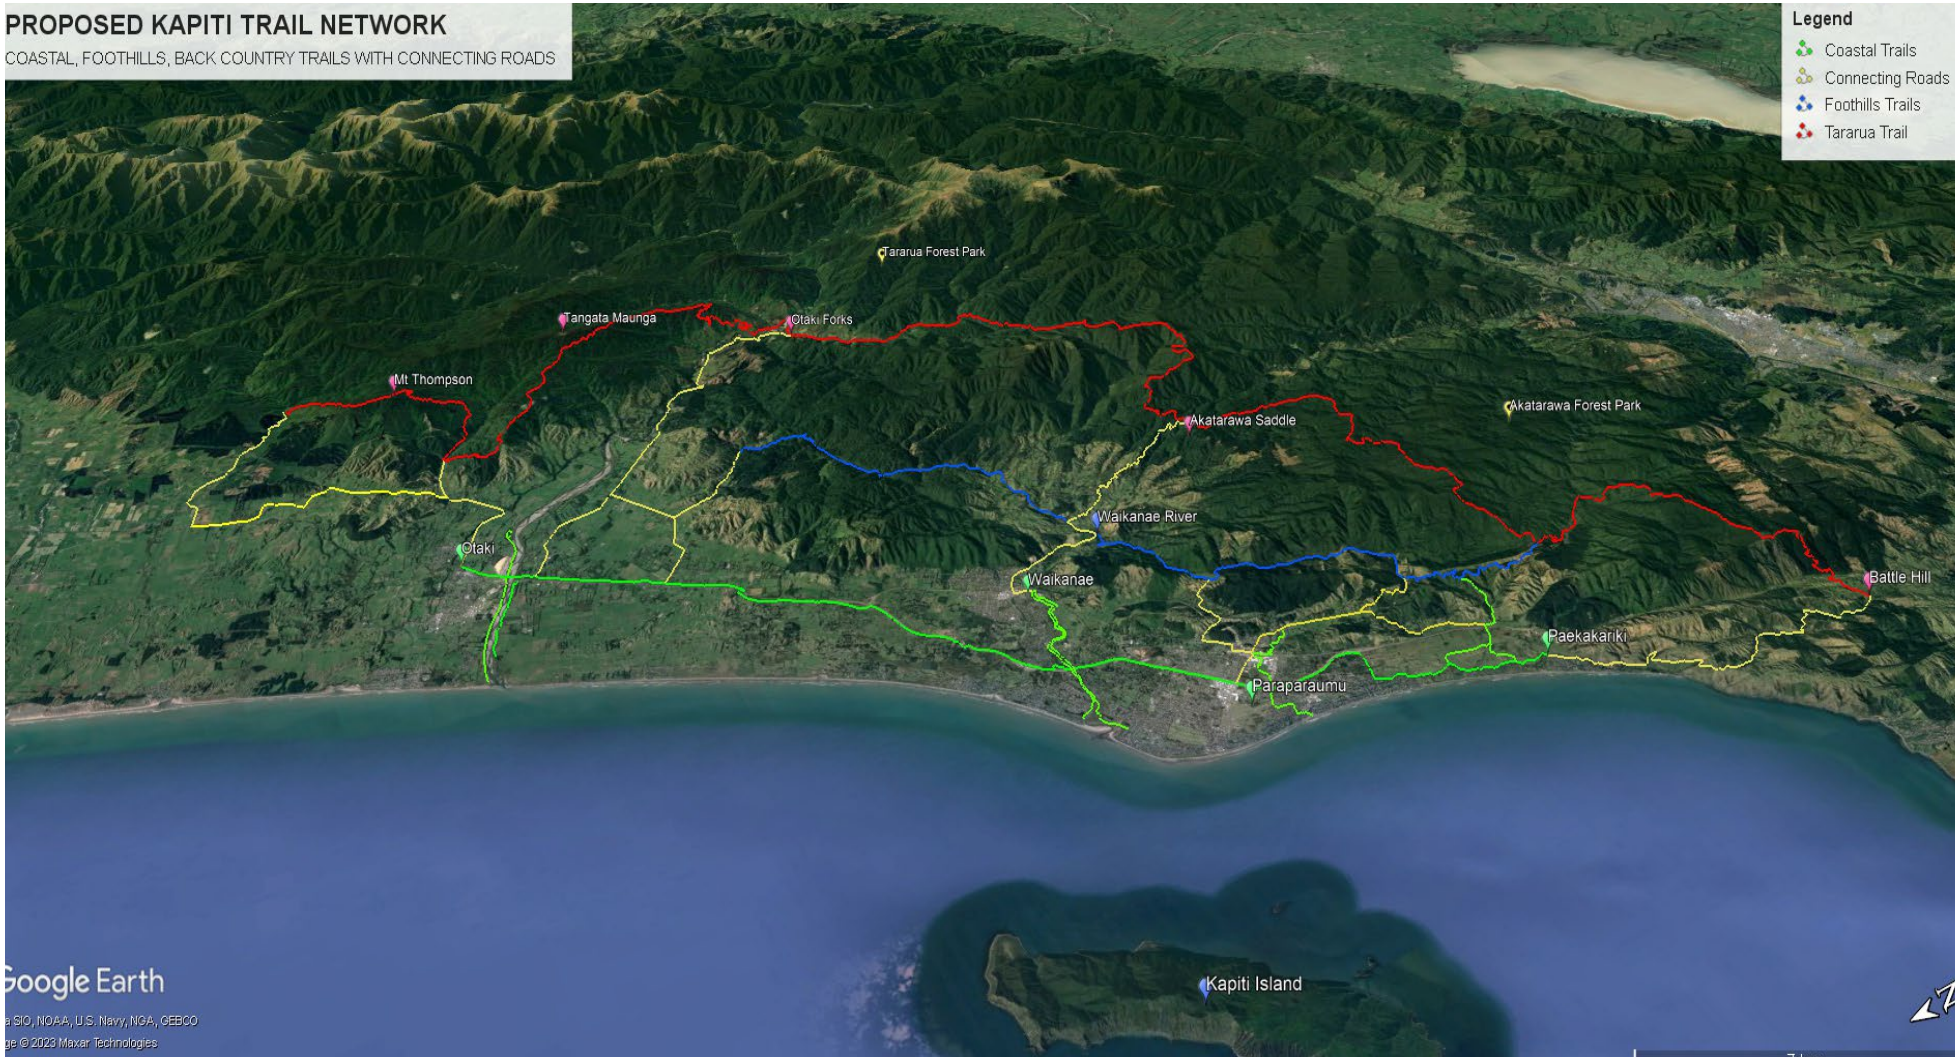 PROPOSED KAPITI TRAIL NETWORK
COASTAL, FOOTHILLS, BACK COUNTRY TRAILS WITH CONNECTING ROADS
Legend
Coastal Trails
Connecting Roads
Foothills Trails
Tararua Trail
Tararua Forest Park
Tangata Maunga
Otaki Forks
Mt Thompson
Akatarawa Forest Park
Akatarawa Saddle
Waikanae River
Otaki
Waikanae
Battle Hill
Paekakariki
Paraparaumu
Kapiti Island
Google Earth
a SIO, NOAA, U.S. Navy, NGA, GEBCO
ge © 2023 Maxar Technologies